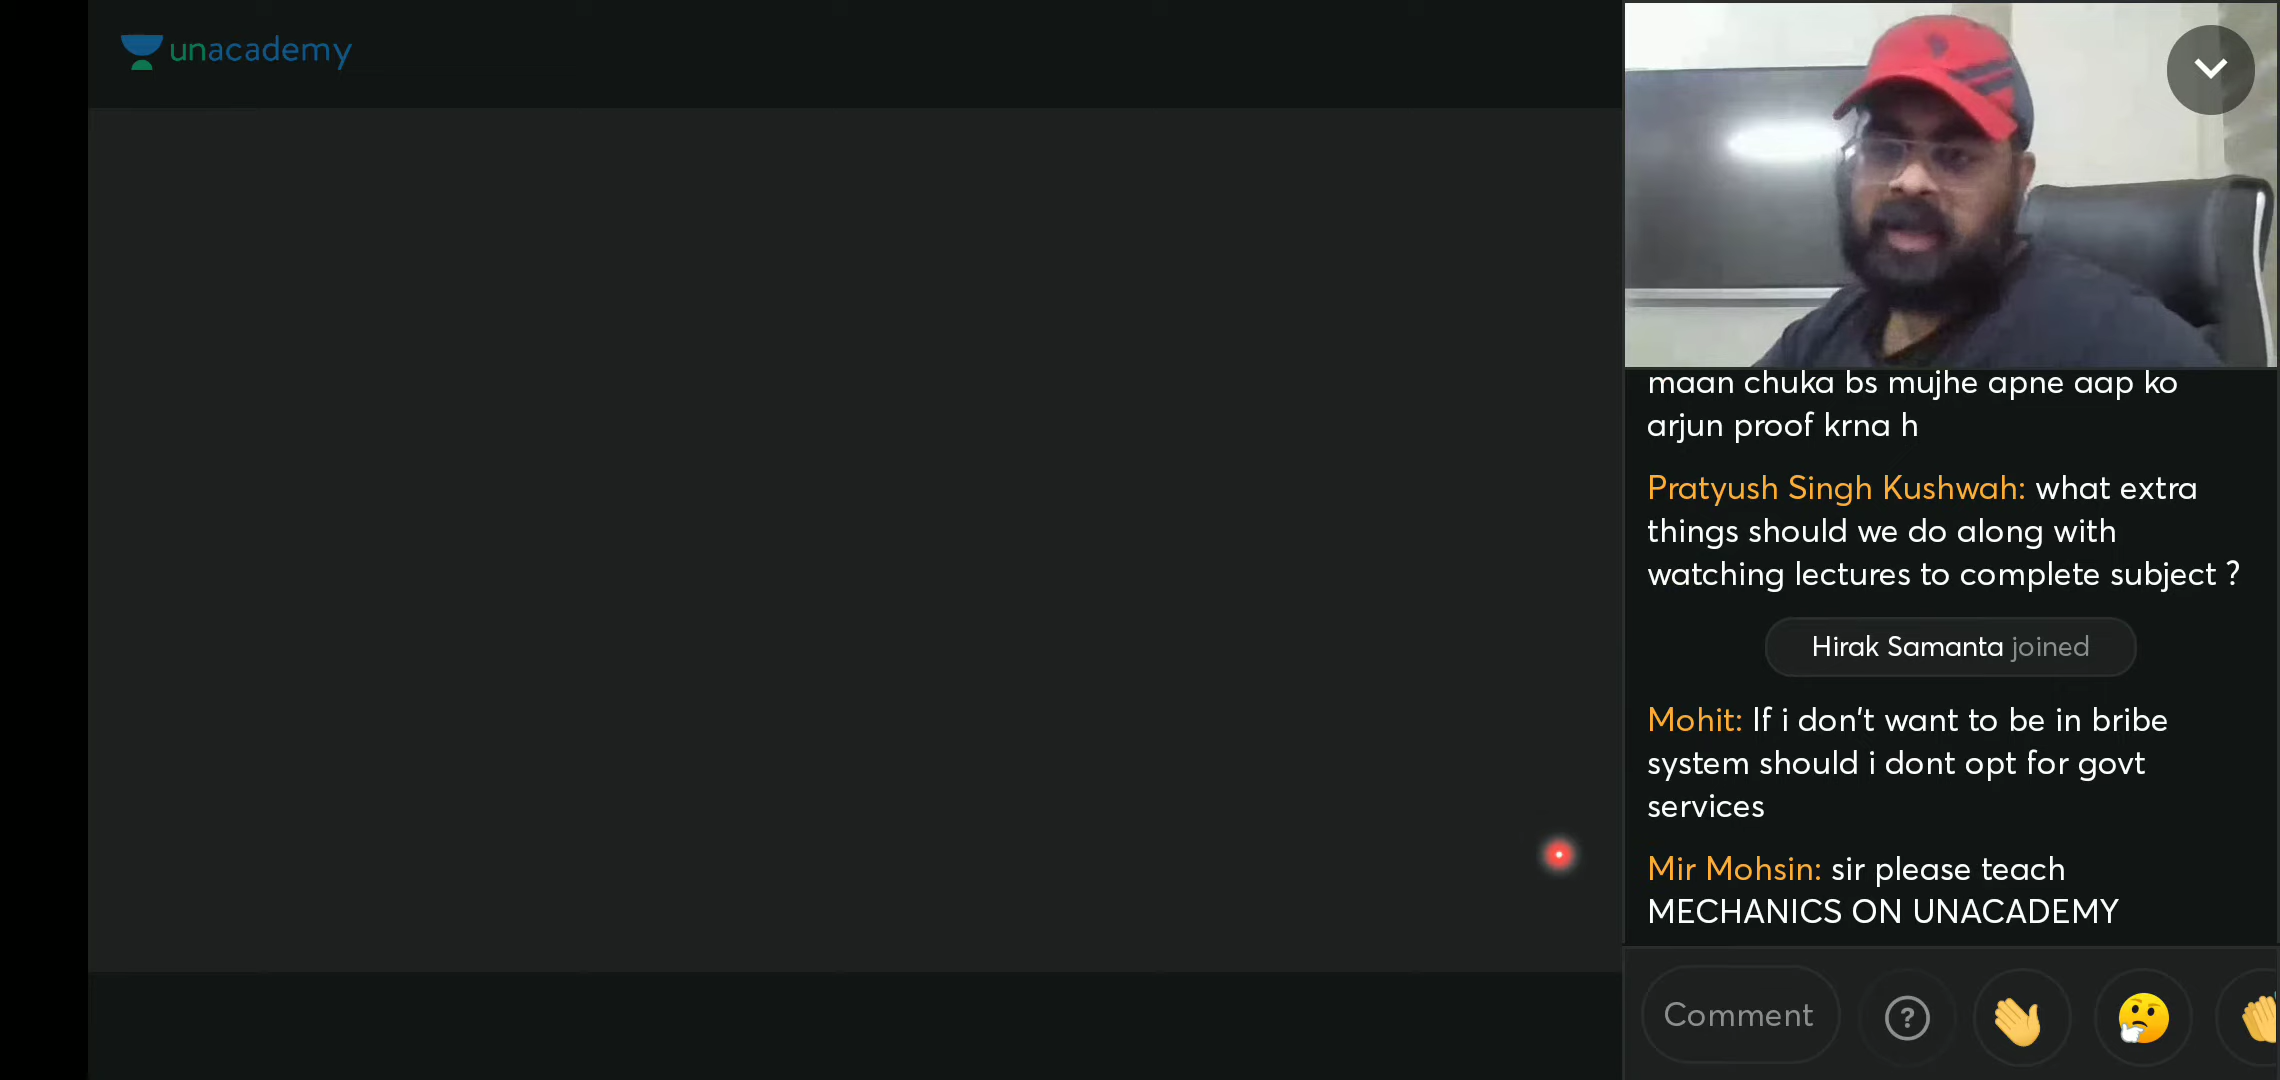 unacademy
maan chuka bs mujhe apne aap ko
arjun proof krna h
Pratyush Singh Kushwah: what extra
things should we do along with
watching lectures to complete subject ?
Hirak Samanta joined
Mohit: If i don't want to be in bribe
system should i dont opt for govt
services
Mir Mohsin: sir please teach
MECHANICS ON UNACADEMY
Comment
?